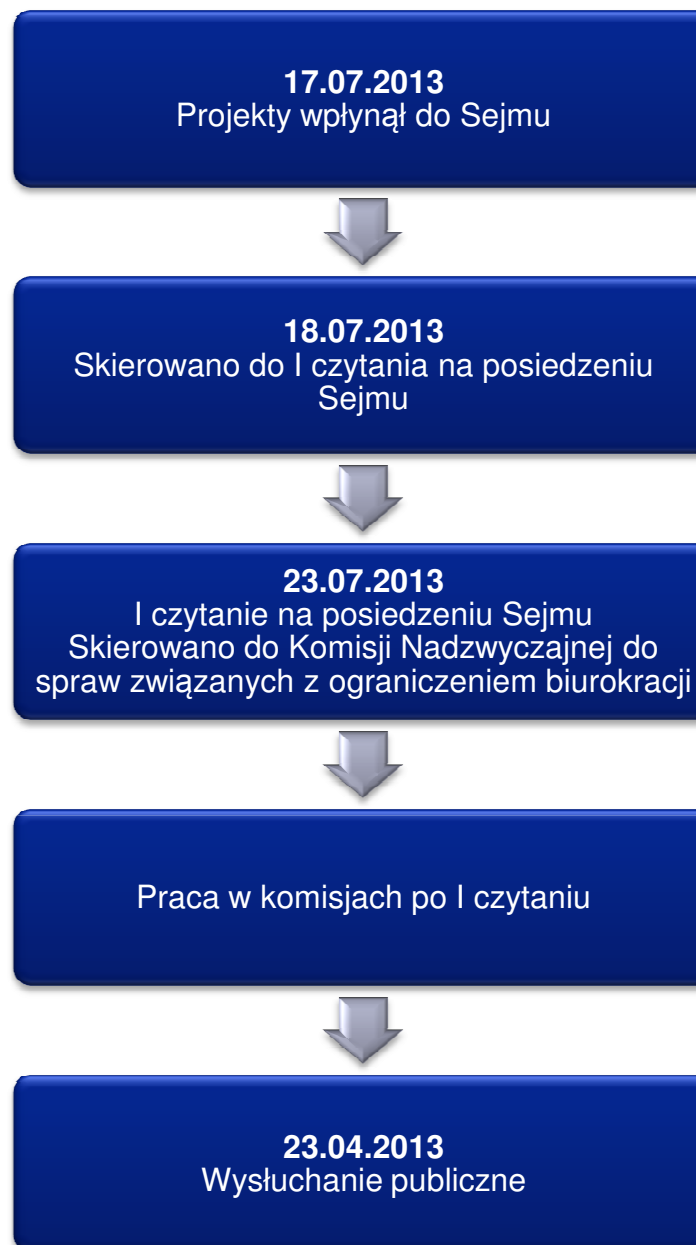 17.07.2013
Projekty wpłynął do Sejmu
18.07.2013
Skierowano do I czytania na posiedzeniu
Sejmu
23.07.2013
I czytanie na posiedzeniu Sejmu
Skierowano do Komisji Nadzwyczajnej do
spraw związanych z ograniczeniem biurokracji
Praca w komisjach po I czytaniu
23.04.2013
Wysłuchanie publiczne